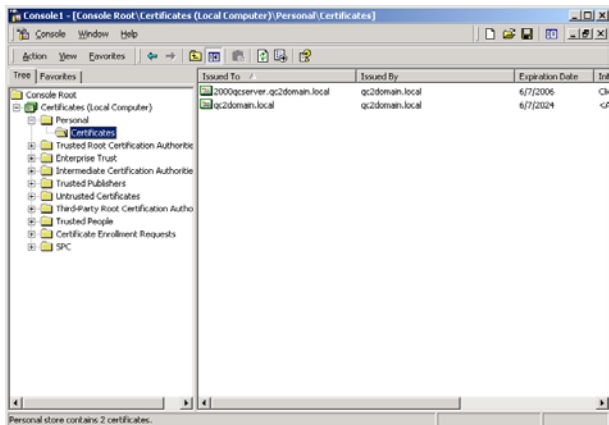 Console1 - [Console Root\Certificates (Local Computer)\Personal\Certificates]
Console Window Help
Action View Favorites
Tree Favorites
Console Root
Certificates (Local Computer)
Personal
Certificates
Trusted Root Certification Authoritie
Enterprise Trust
Intermediate Certification Authoritie
Trusted Publishers
Untrusted Certificates
Third-Party Root Certification Autho
Trusted People
Certificate Enrollment Requests
SPC
Issued To Issued By Expiration Date Int
2000qcserver.qc2domain.local qc2domain.local 6/7/2006 Cli
qc2domain.local qc2domain.local 6/7/2024 <A
Personal store contains 2 certificates.